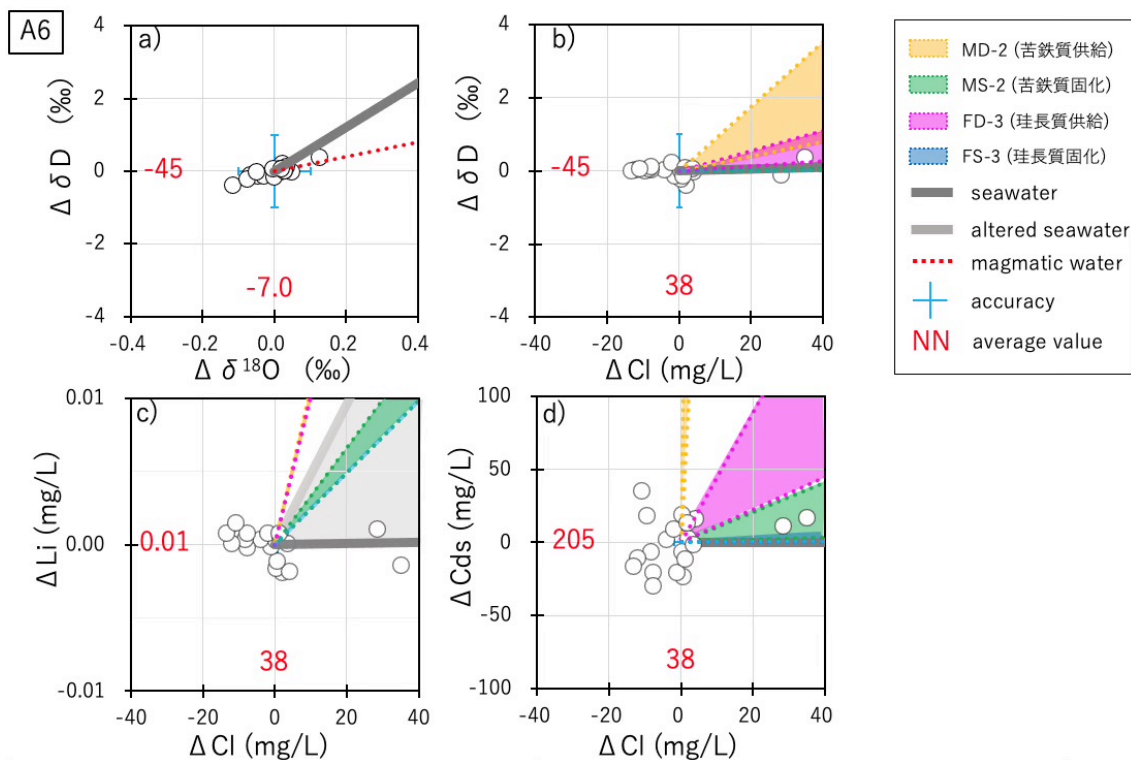 A6
a)
4
2
0
-2
-4
Δ δ D (‰)
-45
-7.0
-0.4
-0.2
0.0
0.2
0.4
Δ δ ¹⁸O (‰)
b)
4
2
0
-2
-4
Δ δ D (‰)
-45
38
-40
-20
0
20
40
Δ Cl (mg/L)
c)
0.01
0.00
-0.01
Δ Li (mg/L)
0.01
38
-40
-20
0
20
40
Δ Cl (mg/L)
d)
100
50
0
-50
-100
Δ Cds (mg/L)
205
38
-40
-20
0
20
40
Δ Cl (mg/L)
MD-2 (苦鉄質供給)
MS-2 (苦鉄質固化)
FD-3 (珪長質供給)
FS-3 (珪長質固化)
seawater
altered seawater
magmatic water
accuracy
NN average value